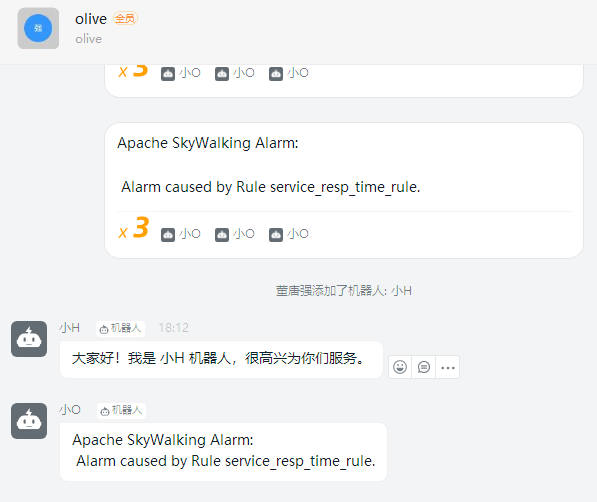 强
olive 全员
olive
x 3 小O 小O 小O
Apache SkyWalking Alarm:
Alarm caused by Rule service_resp_time_rule.
x 3 小O 小O 小O
董唐强添加了机器人: 小H
小H 机器人 18:12
大家好！我是 小H 机器人，很高兴为你们服务。
小O 机器人
Apache SkyWalking Alarm:
Alarm caused by Rule service_resp_time_rule.